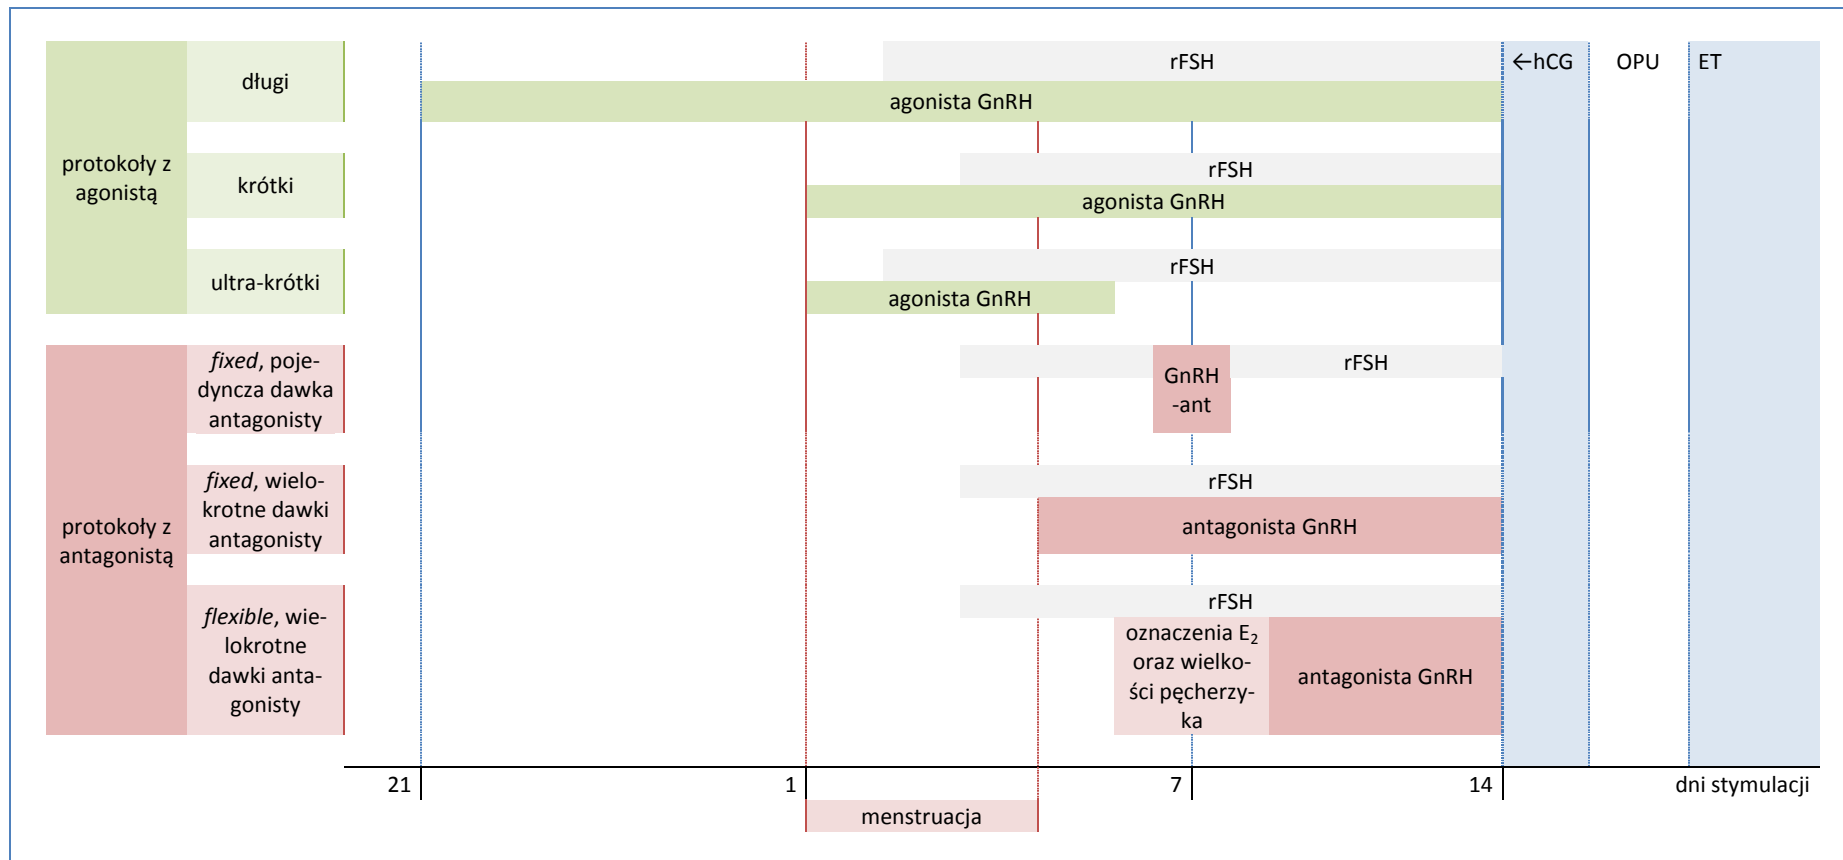 protokoły z
agonistą
długi
rFSH
agonista GnRH
←hCG
OPU
ET
krótki
rFSH
agonista GnRH
ultra-krótki
rFSH
agonista GnRH
protokoły z
antagonistą
fixed, poje-
dyncza dawka
antagonisty
rFSH
GnRH
-ant
fixed, wielo-
krotne dawki
antagonisty
rFSH
antagonista GnRH
flexible, wie-
lokrotne
dawki anta-
gonisty
rFSH
oznaczenia E₂
oraz wielko-
ści pęcherzy-
ka
antagonista GnRH
21
1
7
14
dni stymulacji
menstruacja